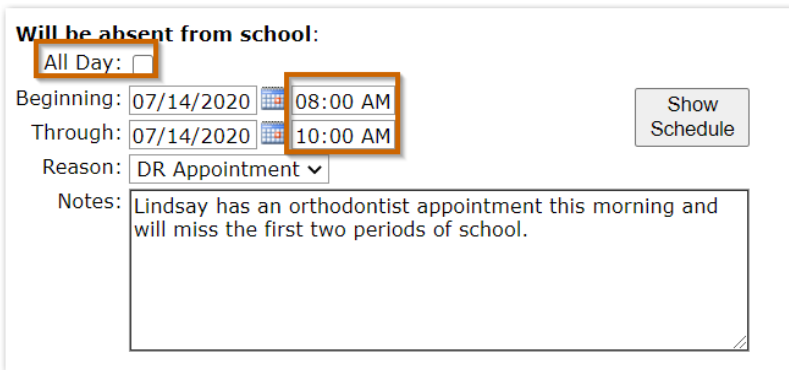 Will be absent from school:
All Day:
Beginning: 07/14/2020 08:00 AM
Through: 07/14/2020 10:00 AM
Show
Schedule
Reason: DR Appointment
Notes: Lindsay has an orthodontist appointment this morning and
will miss the first two periods of school.